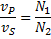 v_P/v_S = N_1/N_2